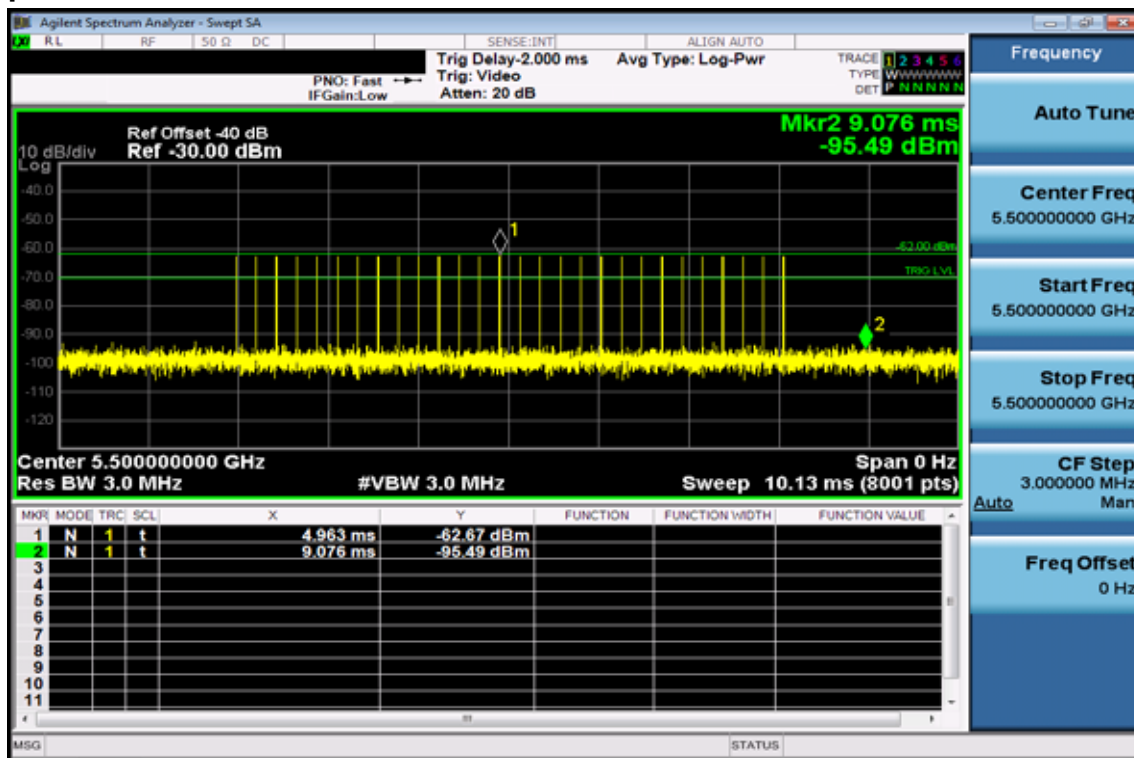 Agilent Spectrum Analyzer - Swept SA
RL RF 50 Ω DC SENSE:INT ALIGN AUTO
Trig Delay-2.000 ms Avg Type: Log-Pwr TRACE 1 2 3 4 5 6
PNO: Fast Trig: Video TYPE WWWWWW
IFGain:Low Atten: 20 dB DET P N N N N N
Mkr2 9.076 ms
Ref Offset -40 dB
10 dB/div Ref -30.00 dBm -95.49 dBm
Log
-40.0
-50.0
1
-60.0
-62.00 dBm
-70.0
TRIG LVL
-80.0
-90.0
2
-100
-110
-120
Center 5.500000000 GHz Span 0 Hz
Res BW 3.0 MHz #VBW 3.0 MHz Sweep 10.13 ms (8001 pts)
MKR MODE TRC SCL X Y FUNCTION FUNCTION WIDTH FUNCTION VALUE
1 N 1 t 4.963 ms -62.67 dBm
2 N 1 t 9.076 ms -95.49 dBm
3
4
5
6
7
8
9
10
11
MSG STATUS
Frequency
Auto Tune
Center Freq
5.500000000 GHz
Start Freq
5.500000000 GHz
Stop Freq
5.500000000 GHz
CF Step
3.000000 MHz
Auto Man
Freq Offset
0 Hz